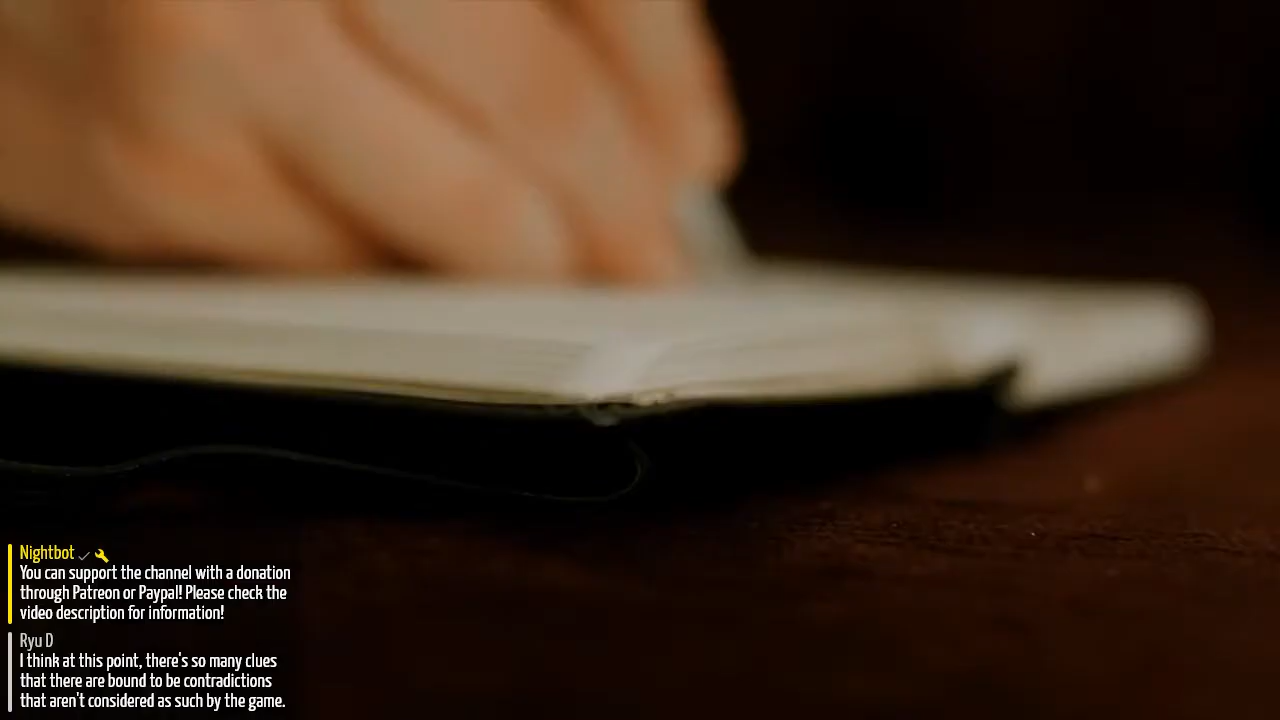 Nightbot
You can support the channel with a donation
through Patreon or Paypal! Please check the
video description for information!
Ryu D
I think at this point, there's so many clues
that there are bound to be contradictions
that aren't considered as such by the game.